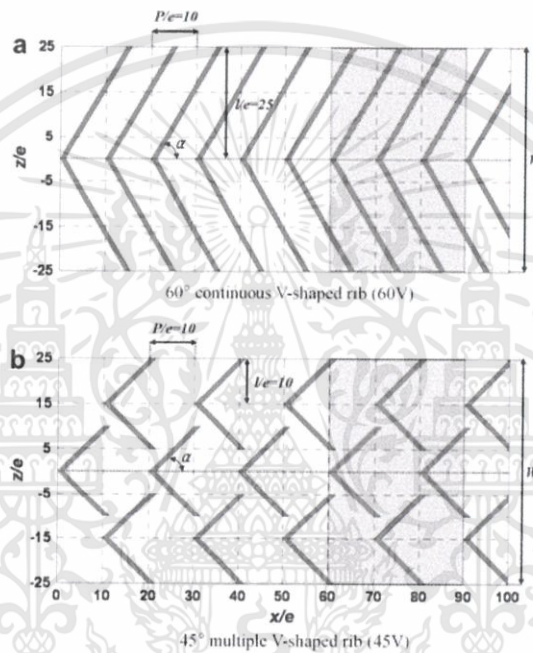 P/e=10
a
25
15
5
-5
-15
-25
z/e
l/e=25
α
60° continuous V-shaped rib (60V)
P/e=10
b
25
15
5
-5
-15
-25
z/e
l/e=10
α
0 10 20 30 40 50 60 70 80 90 100
x/e
45° multiple V-shaped rib (45V)